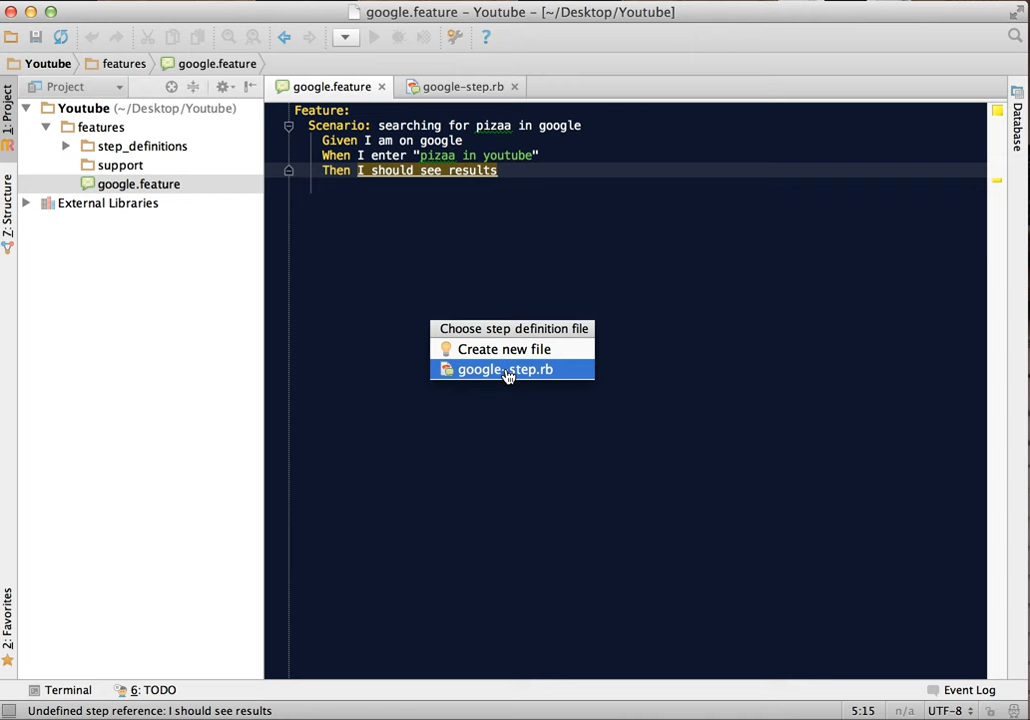 google.feature – Youtube – [~/Desktop/Youtube]
Youtube features google.feature
Project google.feature google-step.rb
1: Project
Youtube (~/Desktop/Youtube)
features
step_definitions
support
google.feature
External Libraries
Feature:
Scenario: searching for pizaa in google
Given I am on google
When I enter "pizaa in youtube"
Then I should see results
Choose step definition file
Create new file
google-step.rb
Database
7: Structure
2: Favorites
Terminal 6: TODO Event Log
Undefined step reference: I should see results 5:15 n/a UTF-8